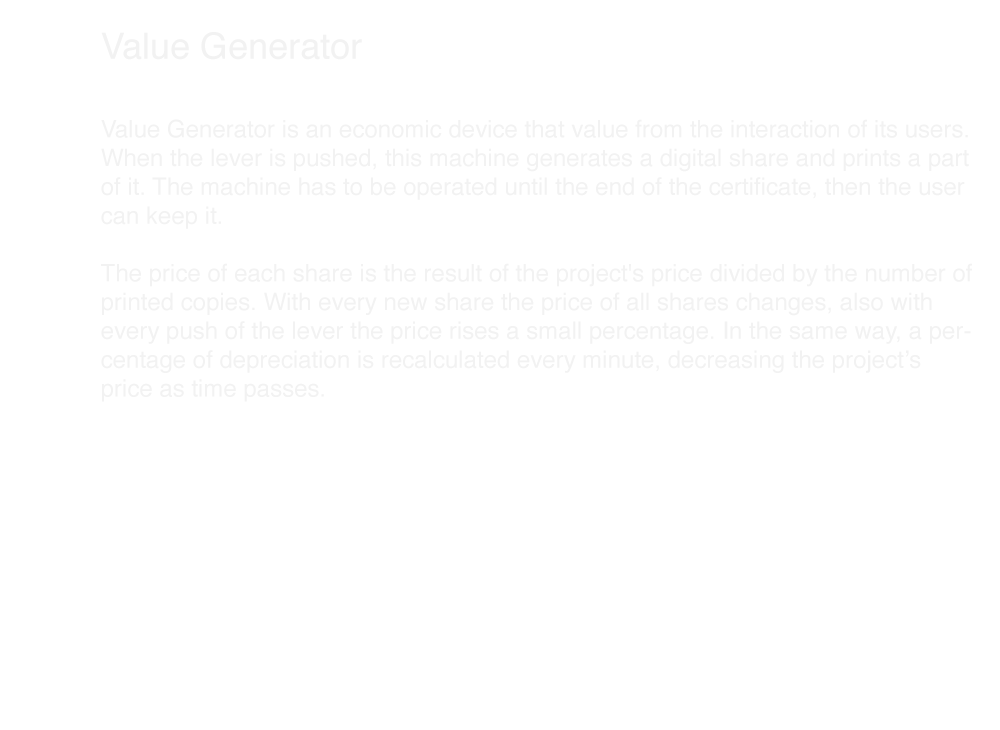 Value Generator
Value Generator is an economic device that value from the interaction of its users.
When the lever is pushed, this machine generates a digital share and prints a part
of it. The machine has to be operated until the end of the certificate, then the user
can keep it.
The price of each share is the result of the project's price divided by the number of
printed copies. With every new share the price of all shares changes, also with
every push of the lever the price rises a small percentage. In the same way, a per-
centage of depreciation is recalculated every minute, decreasing the project's
price as time passes.